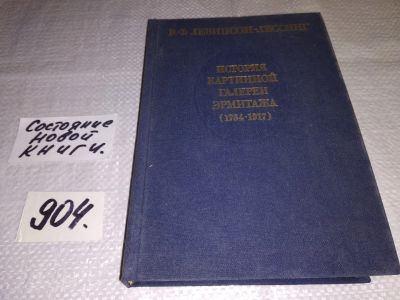 В.Ф. ЛЕВИНСОН-ЛЕССИНГ
ИСТОРИЯ
КАРТИННОЙ
ГАЛЕРЕИ
ЭРМИТАЖА
(1764-1917)
Состояние
новой
книги.
904.